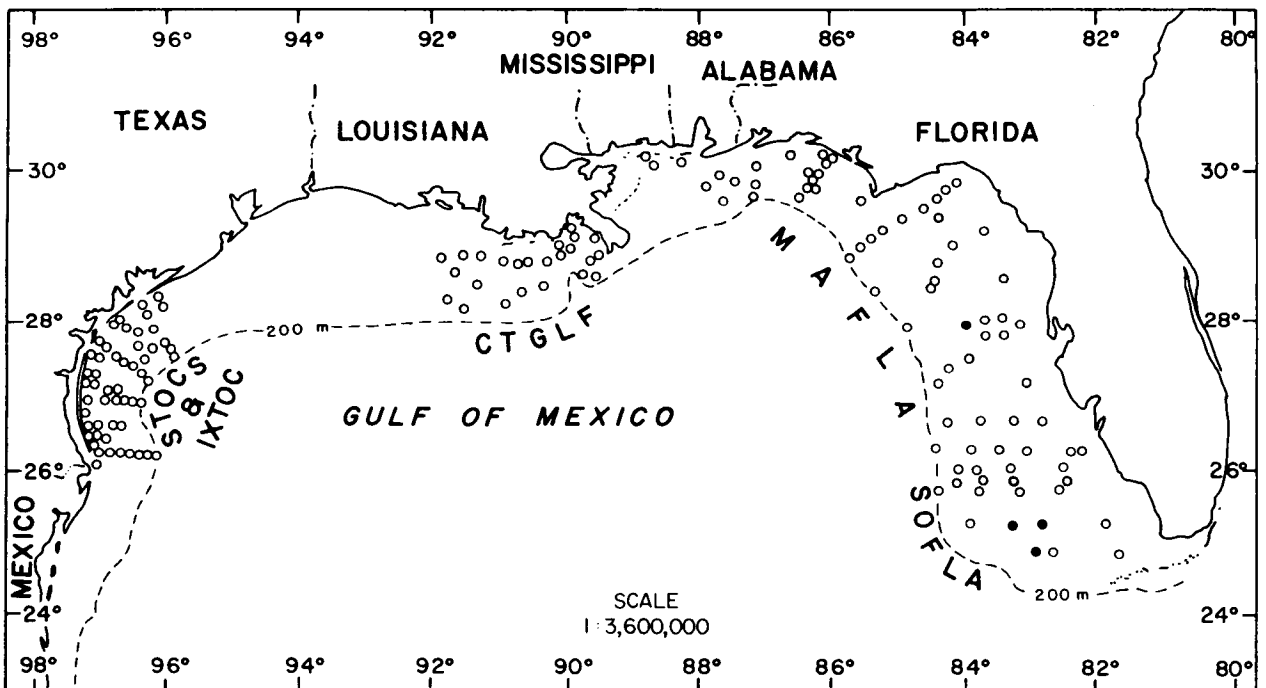 98° 96° 94° 92° 90° 88° 86° 84° 82° 80°
MISSISSIPPI ALABAMA
TEXAS LOUISIANA FLORIDA
30° 30°
MAFLA
28° 200 m 28°
CTGLF
STOCS
&
IXTOC
GULF OF MEXICO
26° 26°
SOFLA
MEXICO
200 m
SCALE
1:3,600,000
24° 24°
98° 96° 94° 92° 90° 88° 86° 84° 82° 80°